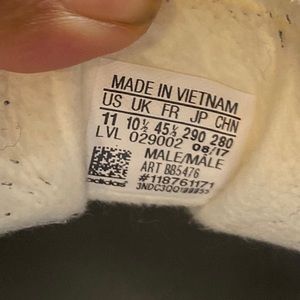 MADE IN VIETNAM
US UK FR JP CHN
11 10½ 45⅓ 290 280
LVL 029002 08/17
MALE/MÂLE
ART BB5476
#118761171
adidas